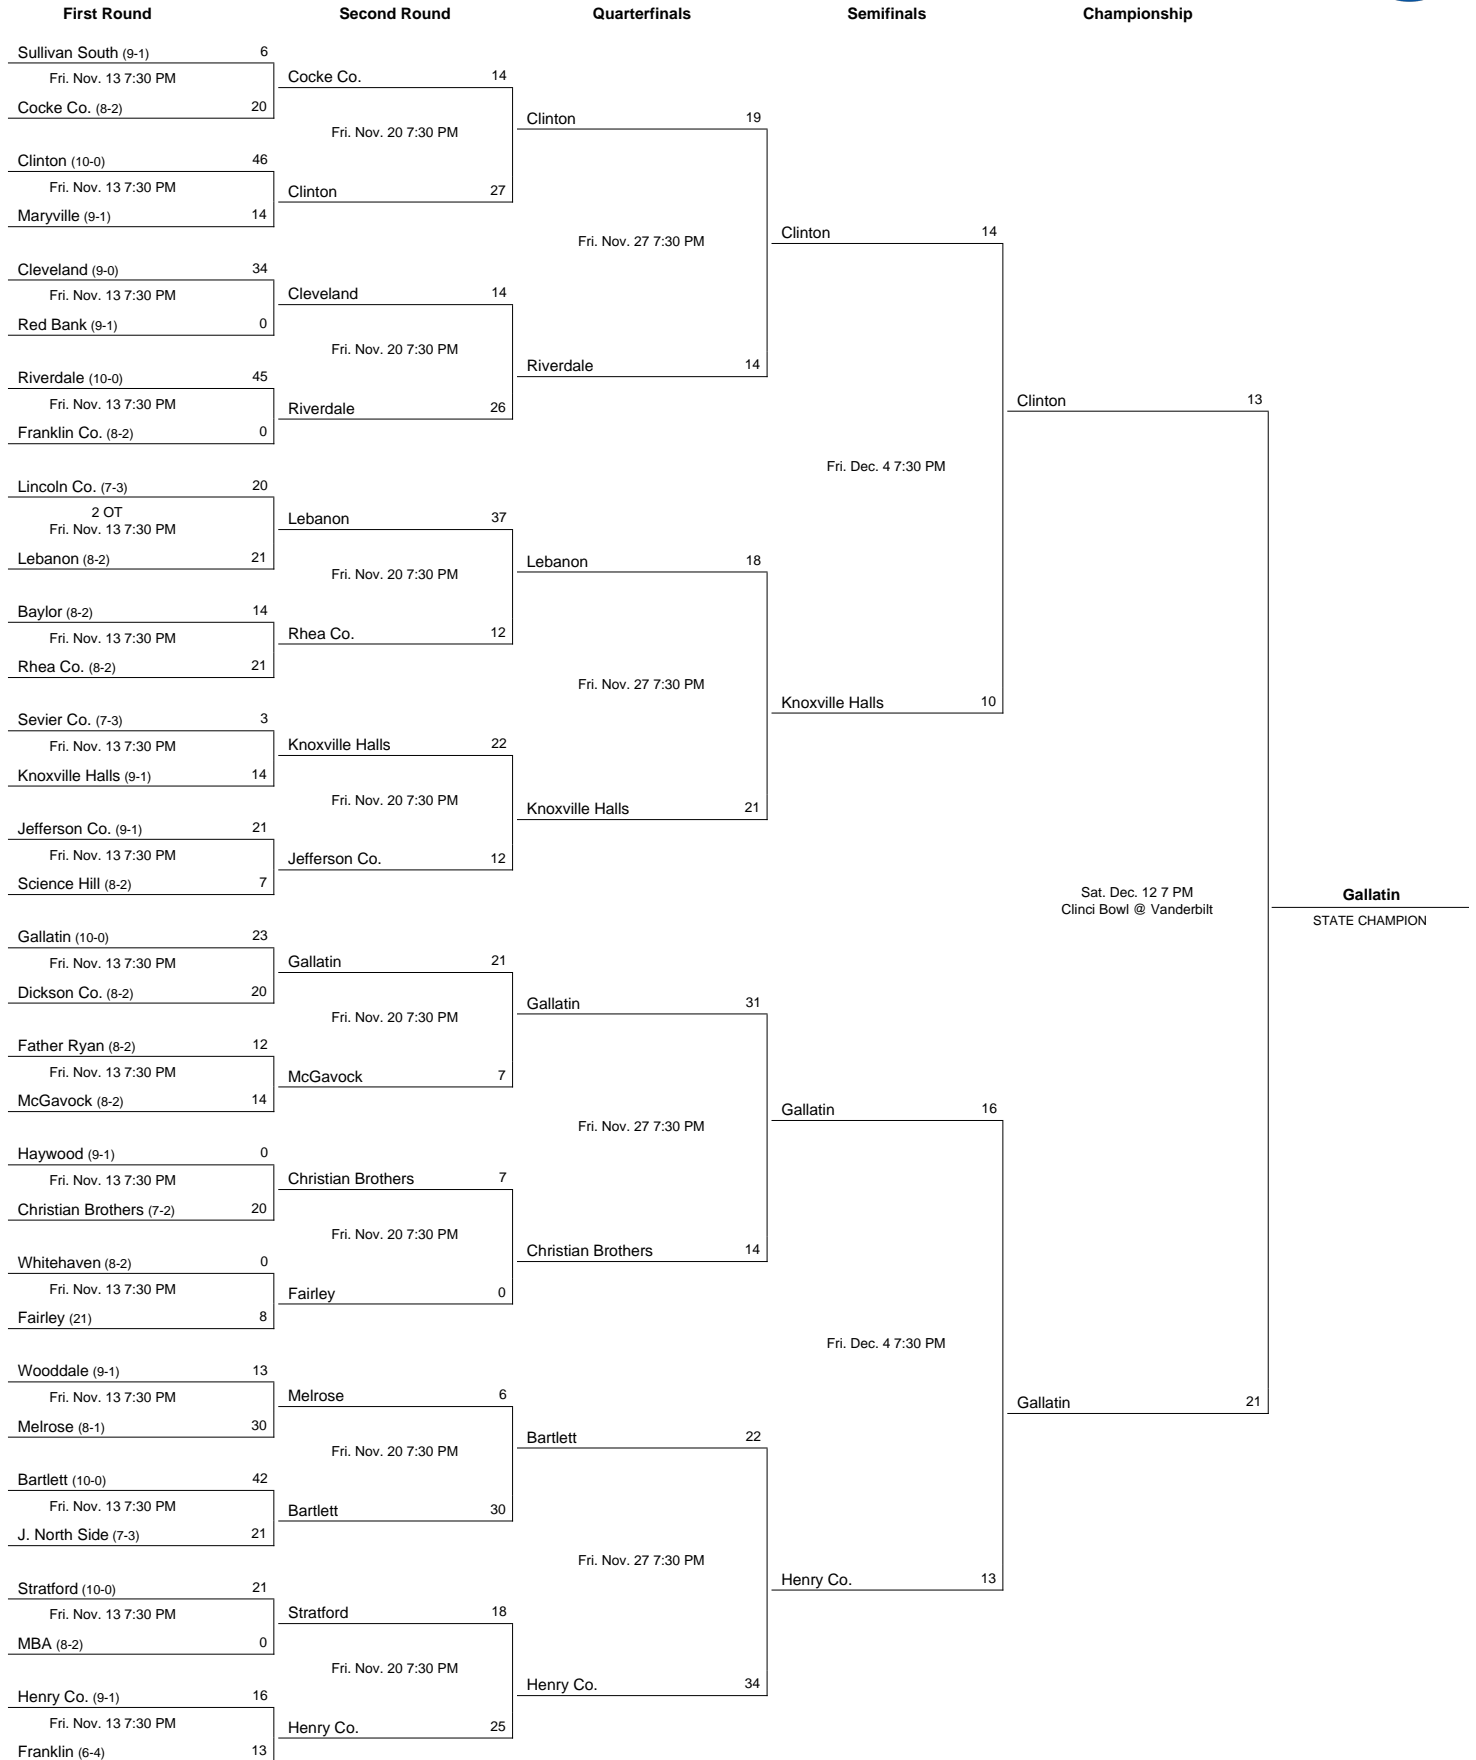 First Round
Second Round
Quarterfinals
Semifinals
Championship
Sullivan South (9-1) 6
Fri. Nov. 13 7:30 PM
Cocke Co. (8-2) 20
Clinton (10-0) 46
Fri. Nov. 13 7:30 PM
Maryville (9-1) 14
Cleveland (9-0) 34
Fri. Nov. 13 7:30 PM
Red Bank (9-1) 0
Riverdale (10-0) 45
Fri. Nov. 13 7:30 PM
Franklin Co. (8-2) 0
Lincoln Co. (7-3) 20
2 OT
Fri. Nov. 13 7:30 PM
Lebanon (8-2) 21
Baylor (8-2) 14
Fri. Nov. 13 7:30 PM
Rhea Co. (8-2) 21
Sevier Co. (7-3) 3
Fri. Nov. 13 7:30 PM
Knoxville Halls (9-1) 14
Jefferson Co. (9-1) 21
Fri. Nov. 13 7:30 PM
Science Hill (8-2) 7
Gallatin (10-0) 23
Fri. Nov. 13 7:30 PM
Dickson Co. (8-2) 20
Father Ryan (8-2) 12
Fri. Nov. 13 7:30 PM
McGavock (8-2) 14
Haywood (9-1) 0
Fri. Nov. 13 7:30 PM
Christian Brothers (7-2) 20
Whitehaven (8-2) 0
Fri. Nov. 13 7:30 PM
Fairley (21) 8
Wooddale (9-1) 13
Fri. Nov. 13 7:30 PM
Melrose (8-1) 30
Bartlett (10-0) 42
Fri. Nov. 13 7:30 PM
J. North Side (7-3) 21
Stratford (10-0) 21
Fri. Nov. 13 7:30 PM
MBA (8-2) 0
Henry Co. (9-1) 16
Fri. Nov. 13 7:30 PM
Franklin (6-4) 13
Cocke Co. 14
Fri. Nov. 20 7:30 PM
Clinton 27
Cleveland 14
Fri. Nov. 20 7:30 PM
Riverdale 26
Lebanon 37
Fri. Nov. 20 7:30 PM
Rhea Co. 12
Knoxville Halls 22
Fri. Nov. 20 7:30 PM
Jefferson Co. 12
Gallatin 21
Fri. Nov. 20 7:30 PM
McGavock 7
Christian Brothers 7
Fri. Nov. 20 7:30 PM
Fairley 0
Melrose 6
Fri. Nov. 20 7:30 PM
Bartlett 30
Stratford 18
Fri. Nov. 20 7:30 PM
Henry Co. 25
Clinton 19
Fri. Nov. 27 7:30 PM
Riverdale 14
Lebanon 18
Fri. Nov. 27 7:30 PM
Knoxville Halls 21
Gallatin 31
Fri. Nov. 27 7:30 PM
Christian Brothers 14
Bartlett 22
Fri. Nov. 27 7:30 PM
Henry Co. 34
Clinton 14
Fri. Dec. 4 7:30 PM
Knoxville Halls 10
Gallatin 16
Fri. Dec. 4 7:30 PM
Henry Co. 13
Clinton 13
Sat. Dec. 12 7 PM
Clinci Bowl @ Vanderbilt
Gallatin 21
Gallatin
STATE CHAMPION